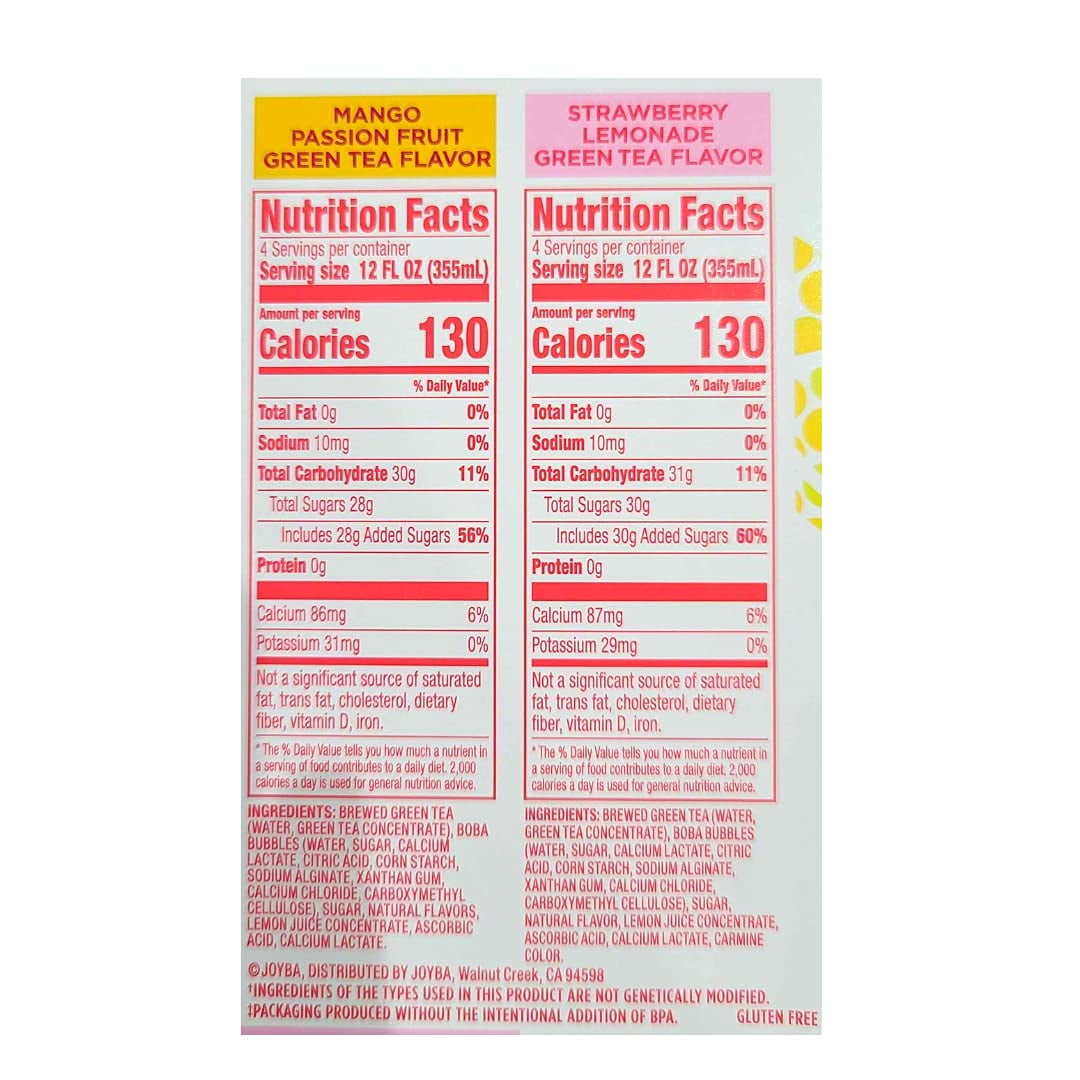 MANGO
PASSION FRUIT
GREEN TEA FLAVOR
Nutrition Facts
4 Servings per container
Serving size 12 FL OZ (355mL)
Amount per serving
Calories 130
% Daily Value*
Total Fat 0g 0%
Sodium 10mg 0%
Total Carbohydrate 30g 11%
Total Sugars 28g
Includes 28g Added Sugars 56%
Protein 0g
Calcium 86mg 6%
Potassium 31mg 0%
Not a significant source of saturated
fat, trans fat, cholesterol, dietary
fiber, vitamin D, iron.
* The % Daily Value tells you how much a nutrient in
a serving of food contributes to a daily diet. 2,000
calories a day is used for general nutrition advice.
INGREDIENTS: BREWED GREEN TEA
(WATER, GREEN TEA CONCENTRATE), BOBA
BUBBLES (WATER, SUGAR, CALCIUM
LACTATE, CITRIC ACID, CORN STARCH,
SODIUM ALGINATE, XANTHAN GUM,
CALCIUM CHLORIDE, CARBOXYMETHYL
CELLULOSE), SUGAR, NATURAL FLAVORS,
LEMON JUICE CONCENTRATE, ASCORBIC
ACID, CALCIUM LACTATE.
STRAWBERRY
LEMONADE
GREEN TEA FLAVOR
Nutrition Facts
4 Servings per container
Serving size 12 FL OZ (355mL)
Amount per serving
Calories 130
% Daily Value*
Total Fat 0g 0%
Sodium 10mg 0%
Total Carbohydrate 31g 11%
Total Sugars 30g
Includes 30g Added Sugars 60%
Protein 0g
Calcium 87mg 6%
Potassium 29mg 0%
Not a significant source of saturated
fat, trans fat, cholesterol, dietary
fiber, vitamin D, iron.
* The % Daily Value tells you how much a nutrient in
a serving of food contributes to a daily diet. 2,000
calories a day is used for general nutrition advice.
INGREDIENTS: BREWED GREEN TEA (WATER,
GREEN TEA CONCENTRATE), BOBA BUBBLES
(WATER, SUGAR, CALCIUM LACTATE, CITRIC
ACID, CORN STARCH, SODIUM ALGINATE,
XANTHAN GUM, CALCIUM CHLORIDE,
CARBOXYMETHYL CELLULOSE), SUGAR,
NATURAL FLAVOR, LEMON JUICE CONCENTRATE,
ASCORBIC ACID, CALCIUM LACTATE, CARMINE
COLOR.
©JOYBA, DISTRIBUTED BY JOYBA, Walnut Creek, CA 94598
†INGREDIENTS OF THE TYPES USED IN THIS PRODUCT ARE NOT GENETICALLY MODIFIED.
‡PACKAGING PRODUCED WITHOUT THE INTENTIONAL ADDITION OF BPA. GLUTEN FREE